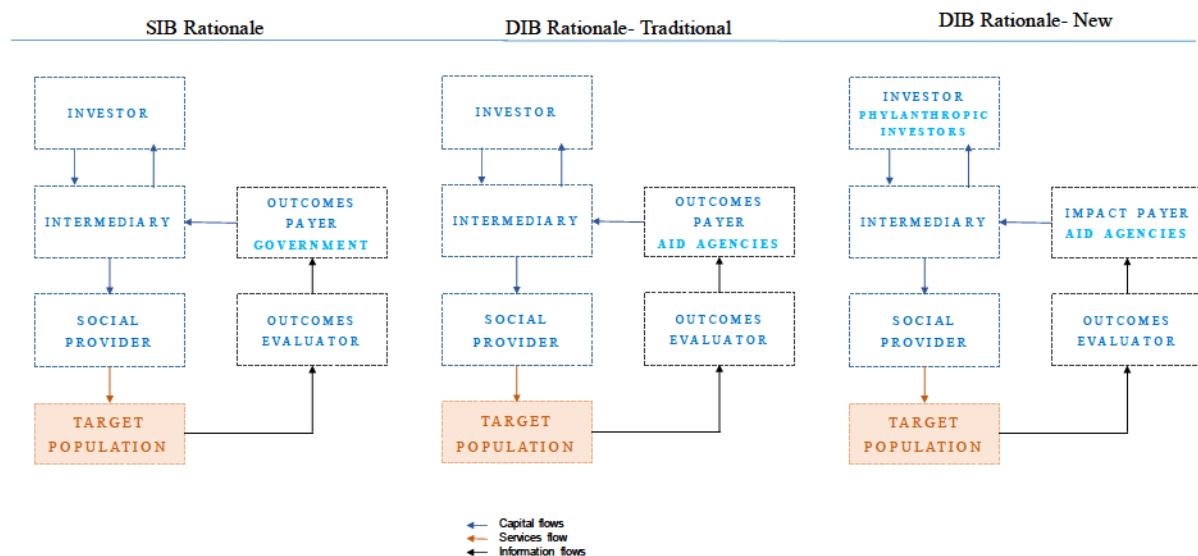 SIB Rationale
DIB Rationale- Traditional
DIB Rationale- New
INVESTOR
INTERMEDIARY
OUTCOMES
PAYER
GOVERNMENT
SOCIAL
PROVIDER
OUTCOMES
EVALUATOR
TARGET
POPULATION
INVESTOR
INTERMEDIARY
OUTCOMES
PAYER
AID AGENCIES
SOCIAL
PROVIDER
OUTCOMES
EVALUATOR
TARGET
POPULATION
INVESTOR
PHYLANTHROPIC
INVESTORS
INTERMEDIARY
IMPACT PAYER
AID AGENCIES
SOCIAL
PROVIDER
OUTCOMES
EVALUATOR
TARGET
POPULATION
Capital flows
Services flow
Information flows